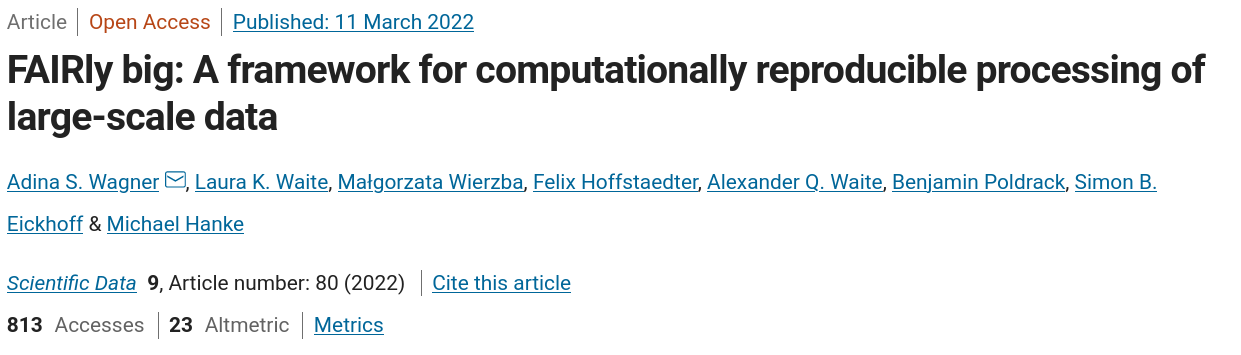 Article Open Access Published: 11 March 2022
FAIRly big: A framework for computationally reproducible processing of
large-scale data
Adina S. Wagner, Laura K. Waite, Małgorzata Wierzba, Felix Hoffstaedter, Alexander Q. Waite, Benjamin Poldrack, Simon B.
Eickhoff & Michael Hanke
Scientific Data 9, Article number: 80 (2022) Cite this article
813 Accesses 23 Altmetric Metrics